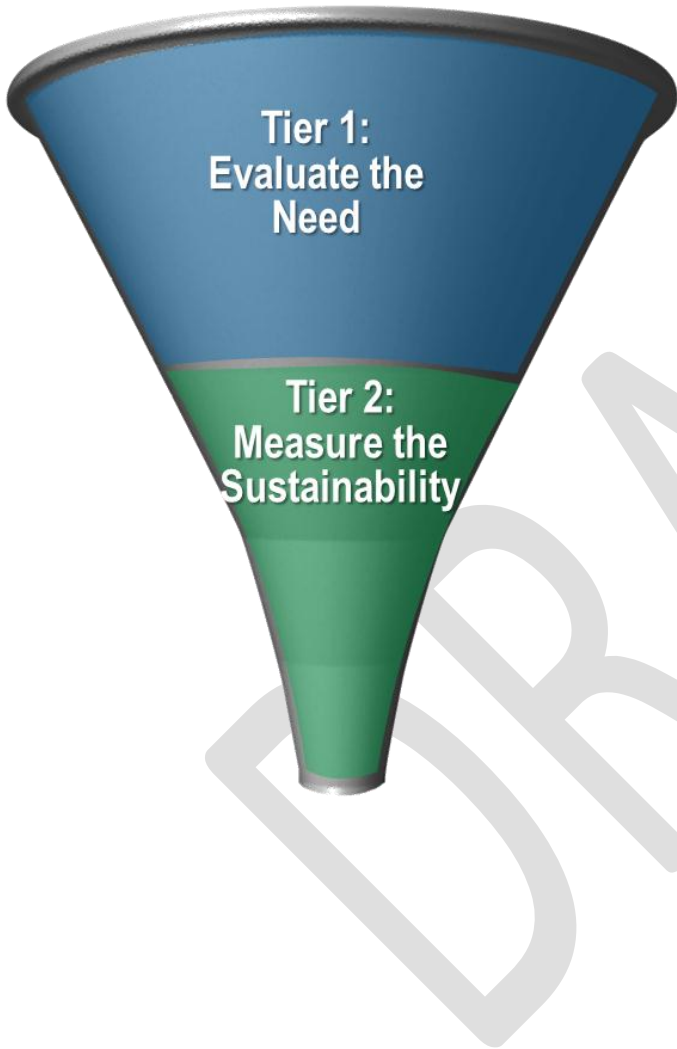 Tier 1:
Evaluate the
Need
Tier 2:
Measure the
Sustainability